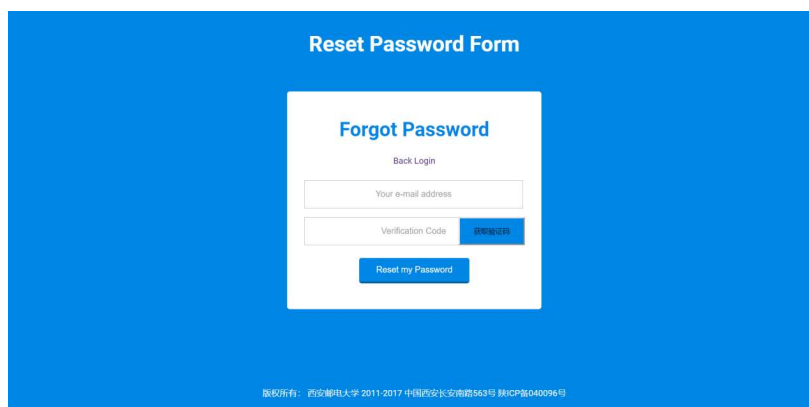 Reset Password Form
Forgot Password
Back Login
Your e-mail address
Verification Code 获取验证码
Reset my Password
版权所有： 西安邮电大学 2011-2017 中国西安长安南路563号 陕ICP备040096号